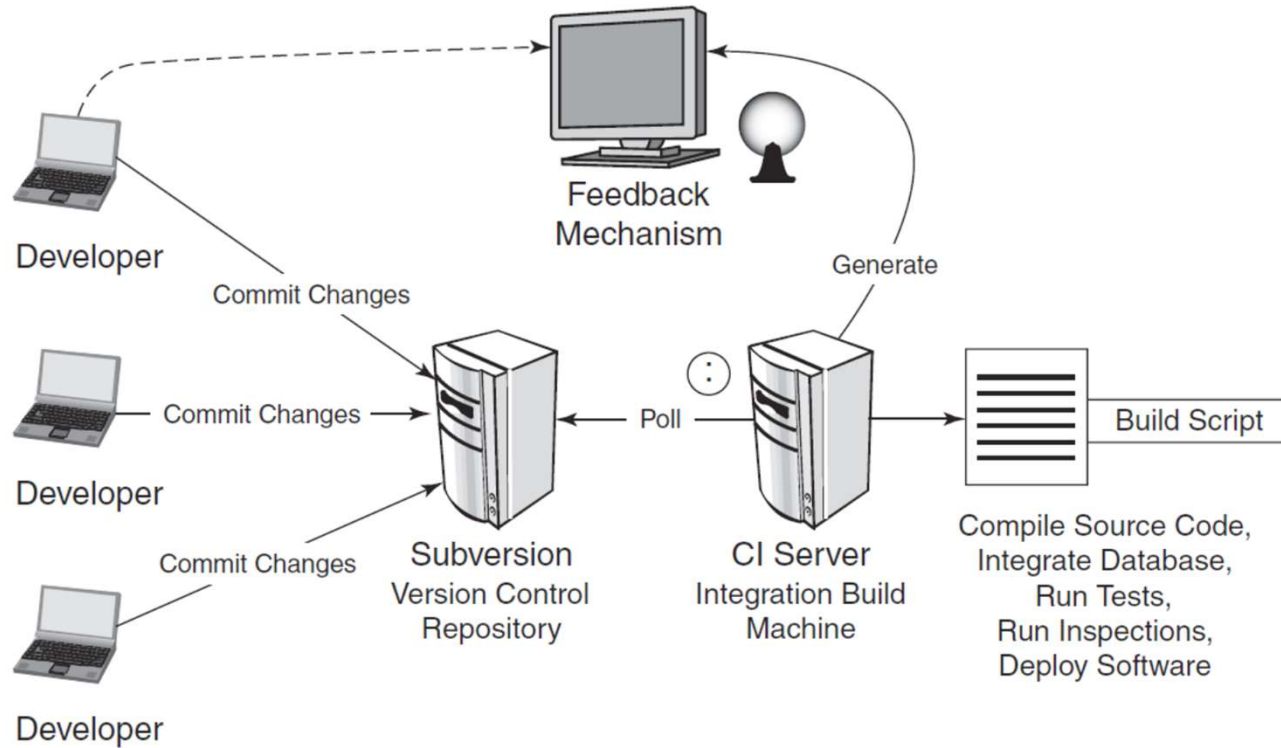 Feedback
Mechanism
Developer
Generate
Commit Changes
Commit Changes
Poll
Build Script
Developer
Commit Changes
Subversion
Version Control
Repository
CI Server
Integration Build
Machine
Compile Source Code,
Integrate Database,
Run Tests,
Run Inspections,
Deploy Software
Developer